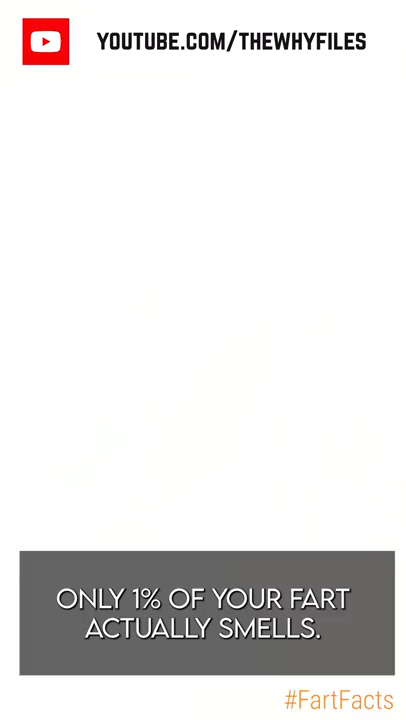 YOUTUBE.COM/THEWHYFILES
ONLY 1% OF YOUR FART
ACTUALLY SMELLS.
#FartFacts